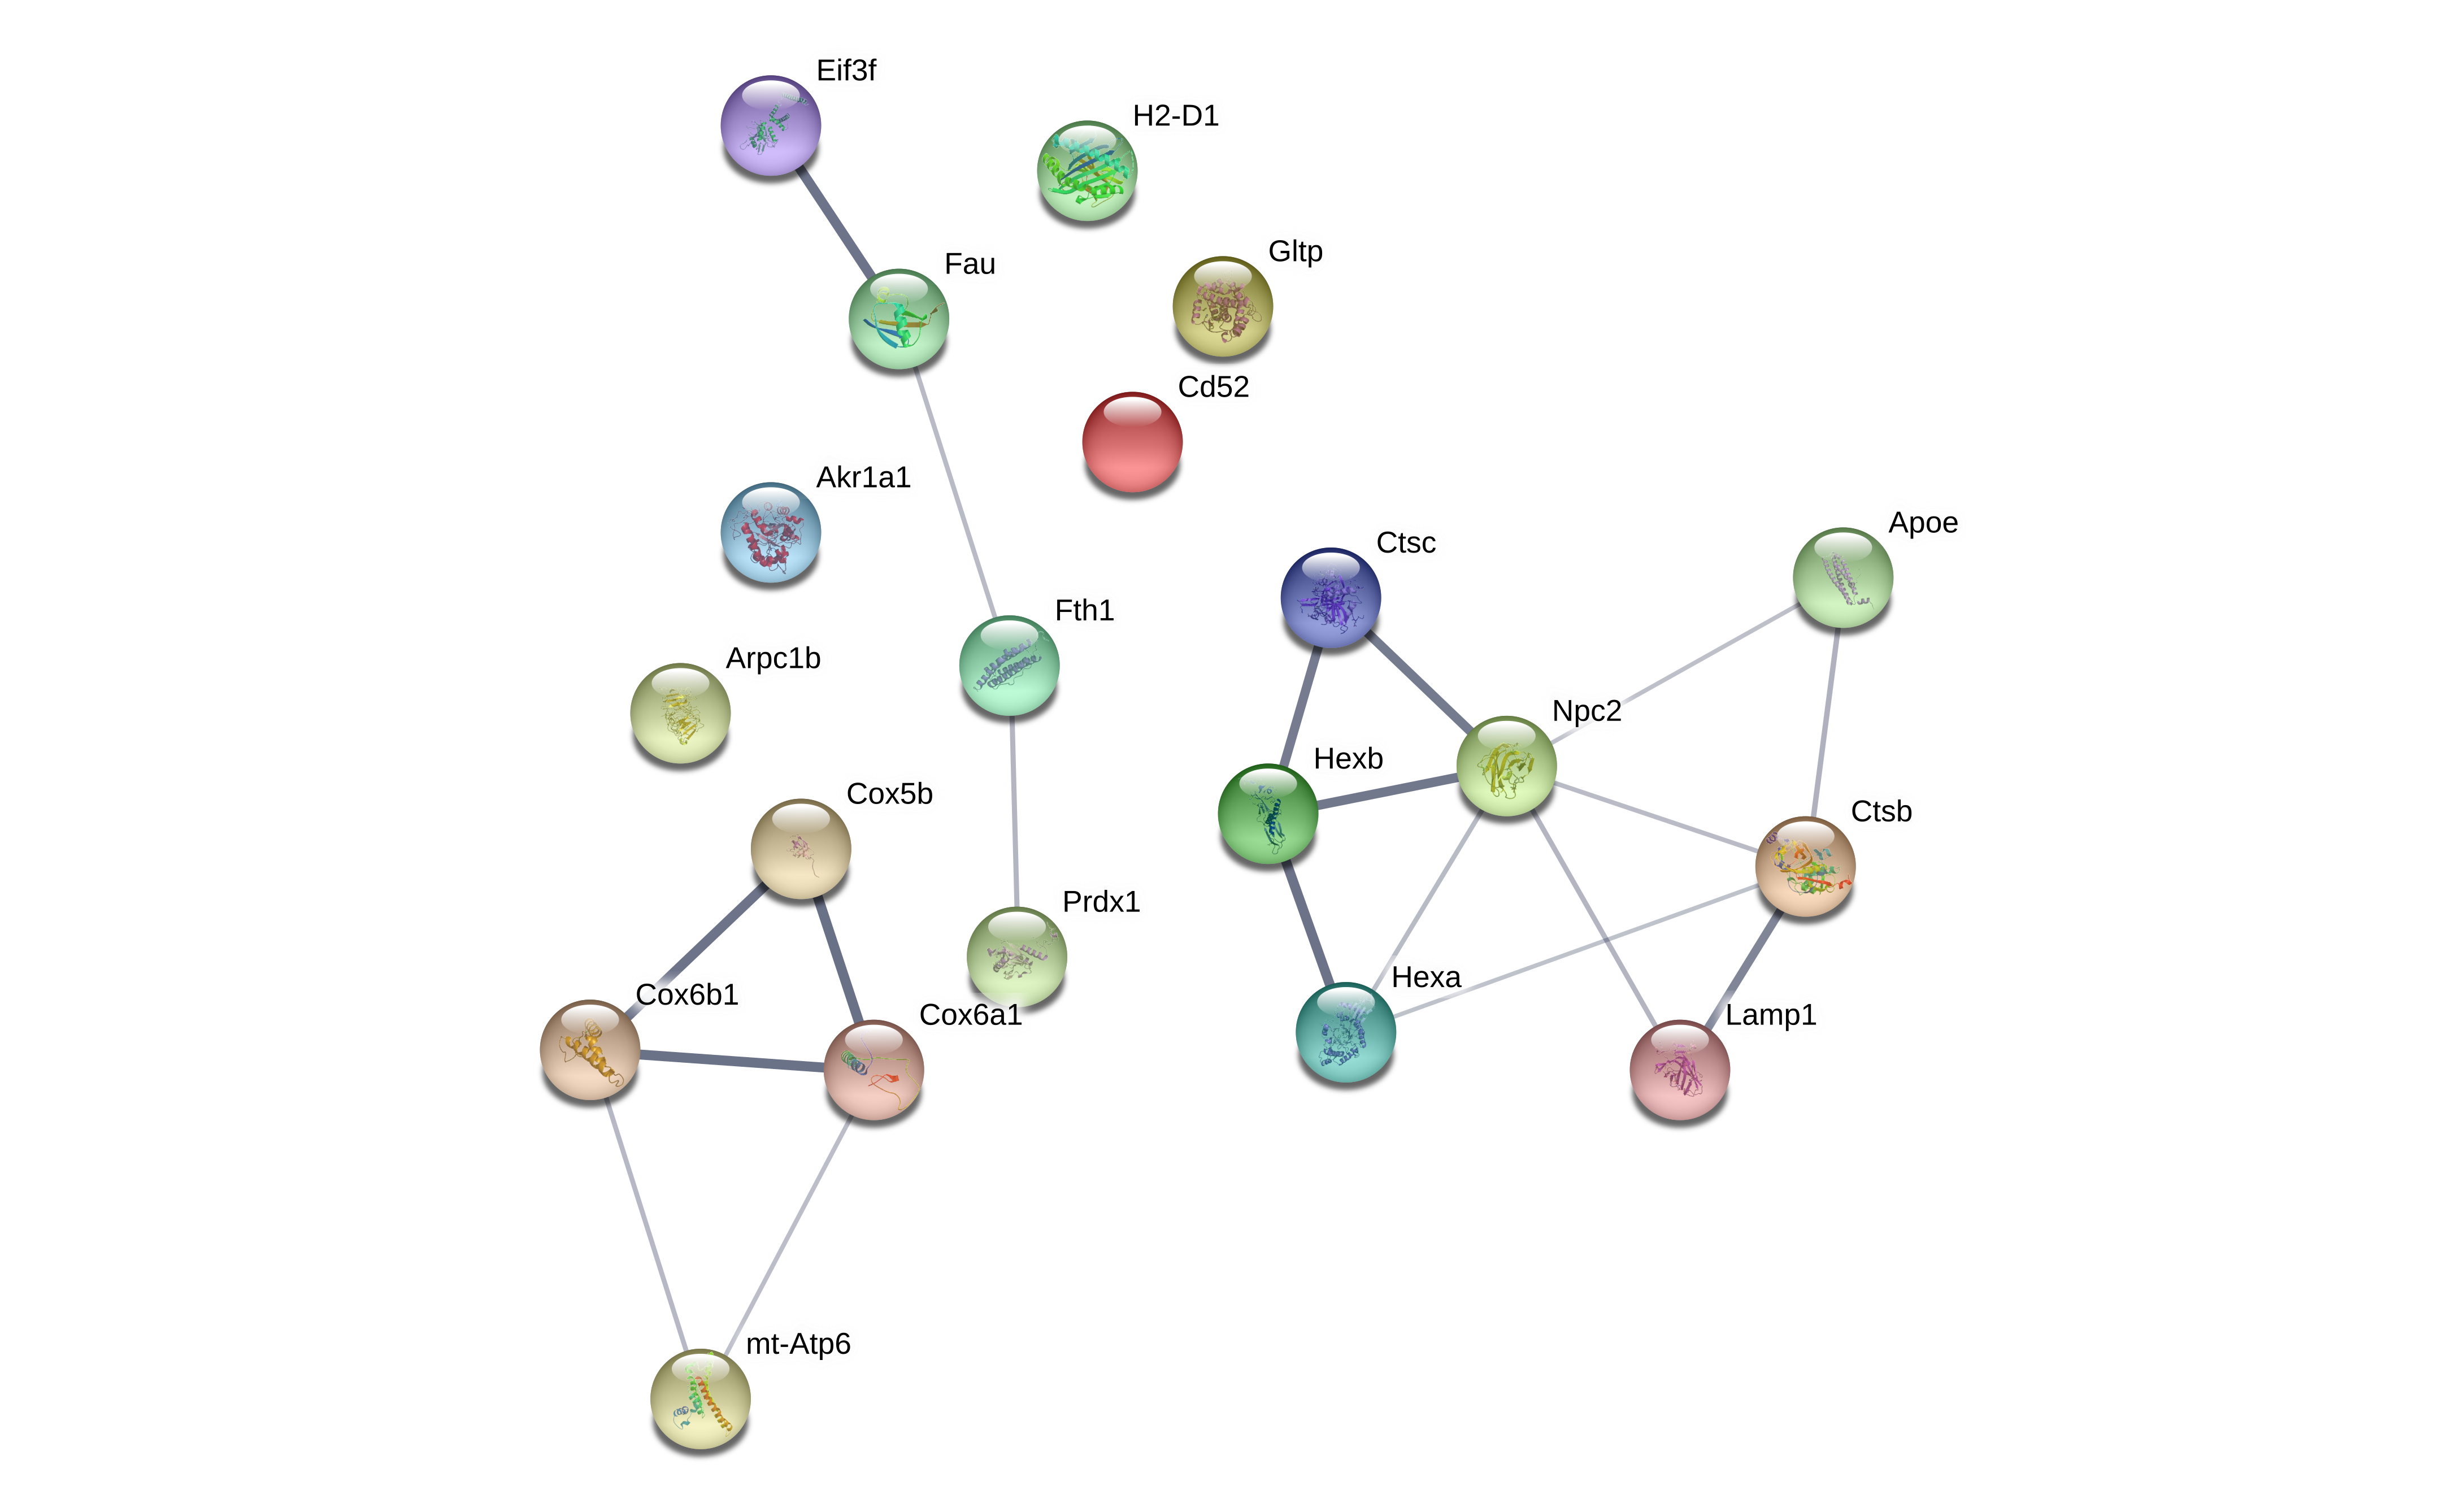 Eif3f
H2-D1
Gltp
Fau
Cd52
Akr1a1
Apoe
Ctsc
Fth1
Arpc1b
Npc2
Hexb
Cox5b
Ctsb
Prdx1
Hexa
Cox6b1
Cox6a1
Lamp1
mt-Atp6